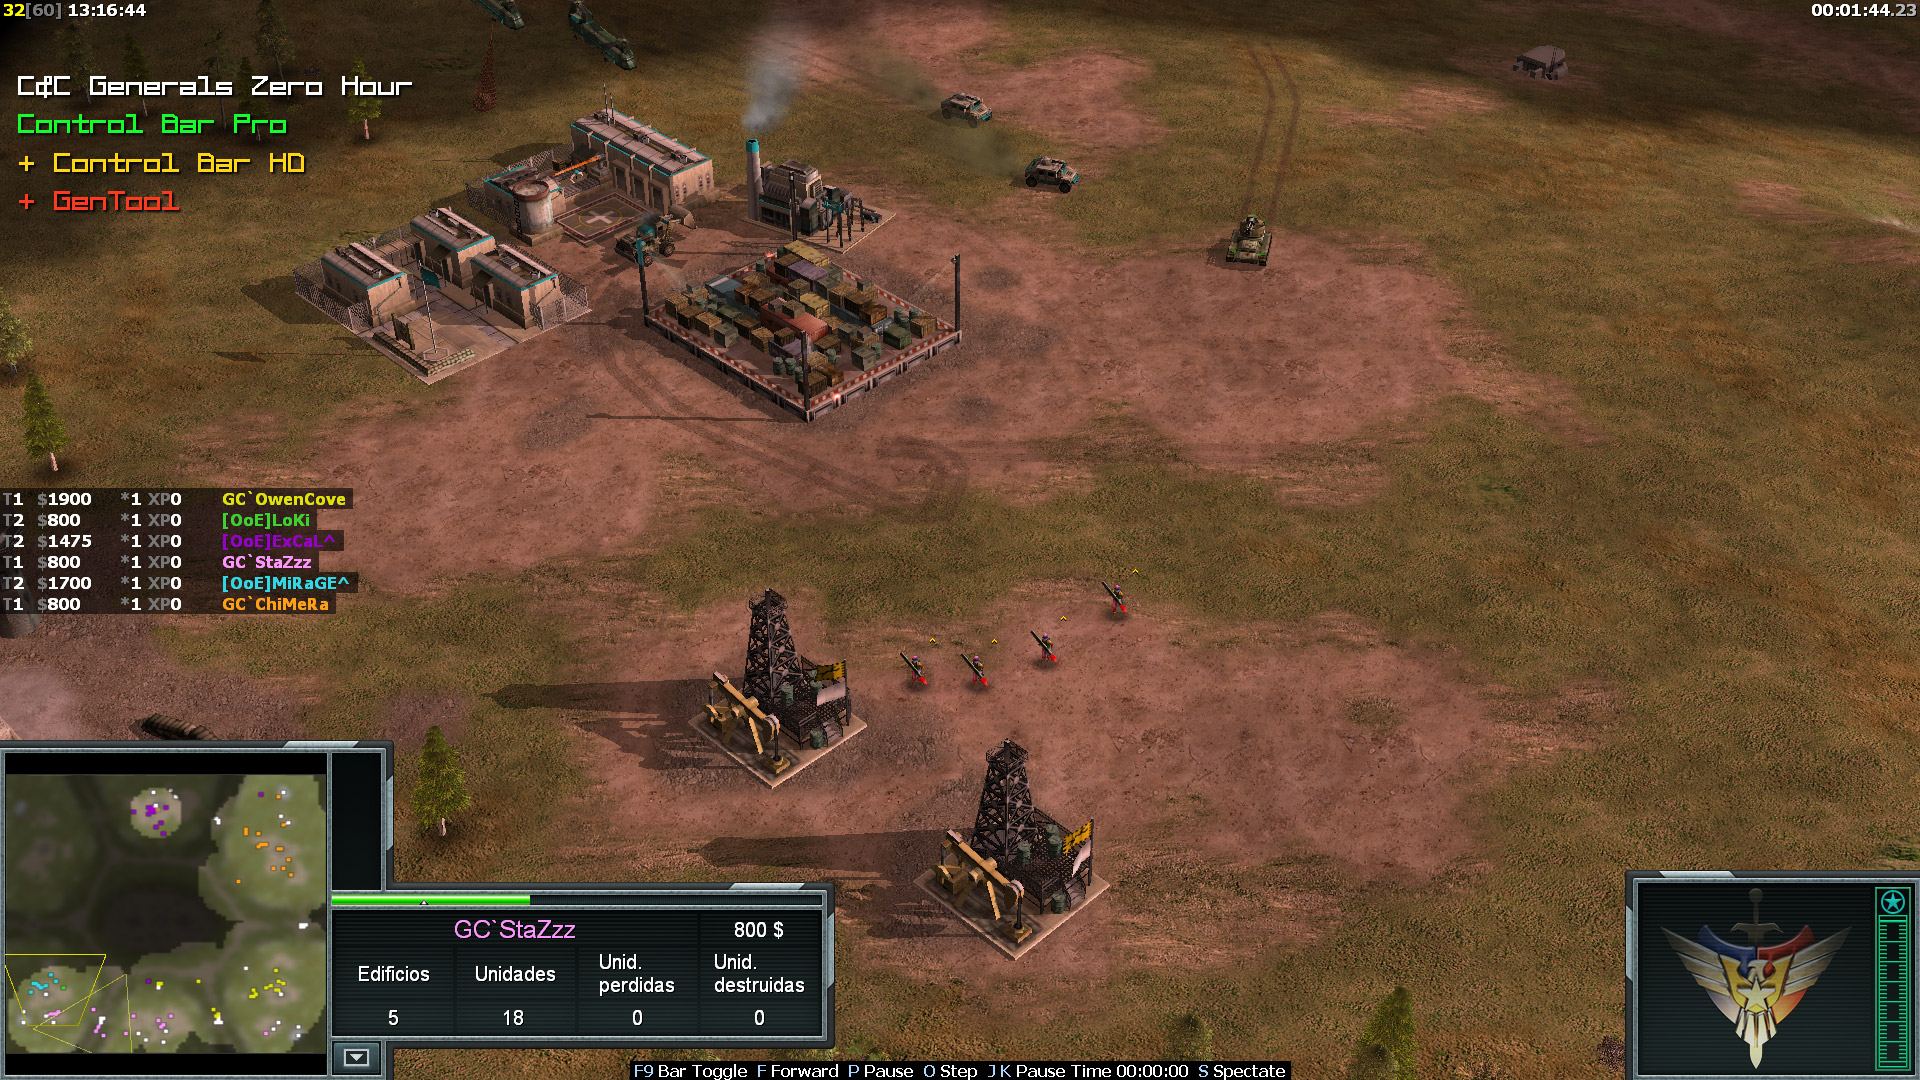 32[60] 13:16:44
00:01:44.23
C&C Generals Zero Hour
Control Bar Pro
+ Control Bar HD
+ GenTool
T1 $1900 *1 XP0 GC`OwenCove
T2 $800 *1 XP0 [OoE]LoKi
T2 $1475 *1 XP0 [OoE]ExCaL^
T1 $800 *1 XP0 GC`StaZzz
T2 $1700 *1 XP0 [OoE]MiRaGE^
T1 $800 *1 XP0 GC`ChiMeRa
GC`StaZzz 800 $
Edificios Unidades Unid. perdidas Unid. destruidas
5 18 0 0
F9 Bar Toggle F Forward P Pause O Step J K Pause Time 00:00:00 S Spectate